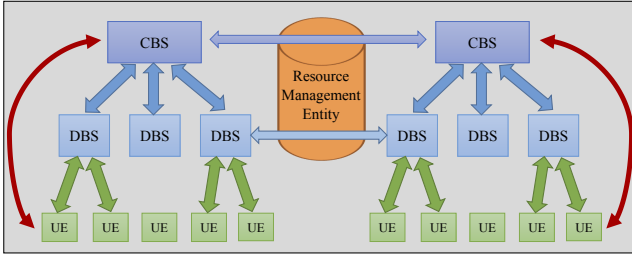 CBS
CBS
Resource
Management
Entity
DBS DBS DBS DBS DBS DBS
UE UE UE UE UE UE UE UE UE UE